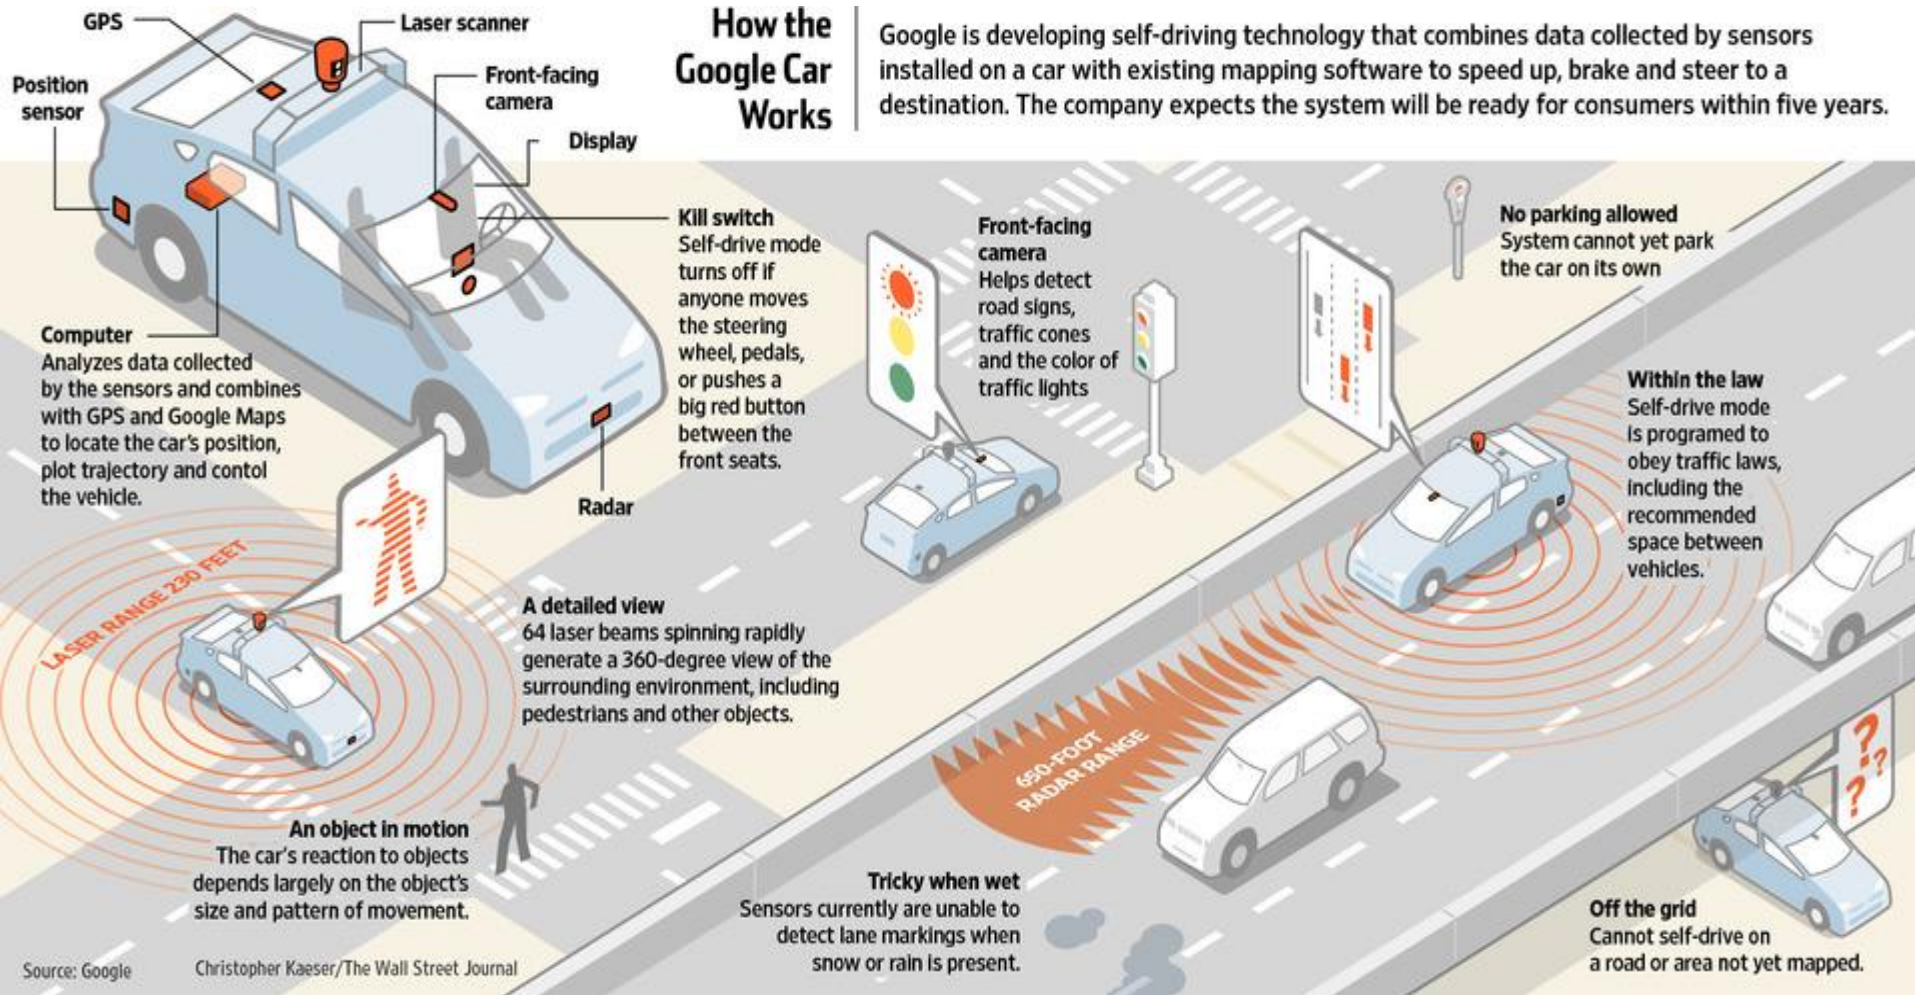 How the
Google Car
Works
Google is developing self-driving technology that combines data collected by sensors
installed on a car with existing mapping software to speed up, brake and steer to a
destination. The company expects the system will be ready for consumers within five years.
GPS
Laser scanner
Position
sensor
Front-facing
camera
Display
Kill switch
Self-drive mode
turns off if
anyone moves
the steering
wheel, pedals,
or pushes a
big red button
between the
front seats.
Computer
Analyzes data collected
by the sensors and combines
with GPS and Google Maps
to locate the car's position,
plot trajectory and contol
the vehicle.
Radar
Front-facing
camera
Helps detect
road signs,
traffic cones
and the color of
traffic lights
No parking allowed
System cannot yet park
the car on its own
Within the law
Self-drive mode
is programed to
obey traffic laws,
including the
recommended
space between
vehicles.
LASER RANGE 230 FEET
A detailed view
64 laser beams spinning rapidly
generate a 360-degree view of the
surrounding environment, including
pedestrians and other objects.
650-FOOT
RADAR RANGE
? ? ?
An object in motion
The car's reaction to objects
depends largely on the object's
size and pattern of movement.
Tricky when wet
Sensors currently are unable to
detect lane markings when
snow or rain is present.
Off the grid
Cannot self-drive on
a road or area not yet mapped.
Source: Google
Christopher Kaeser/The Wall Street Journal